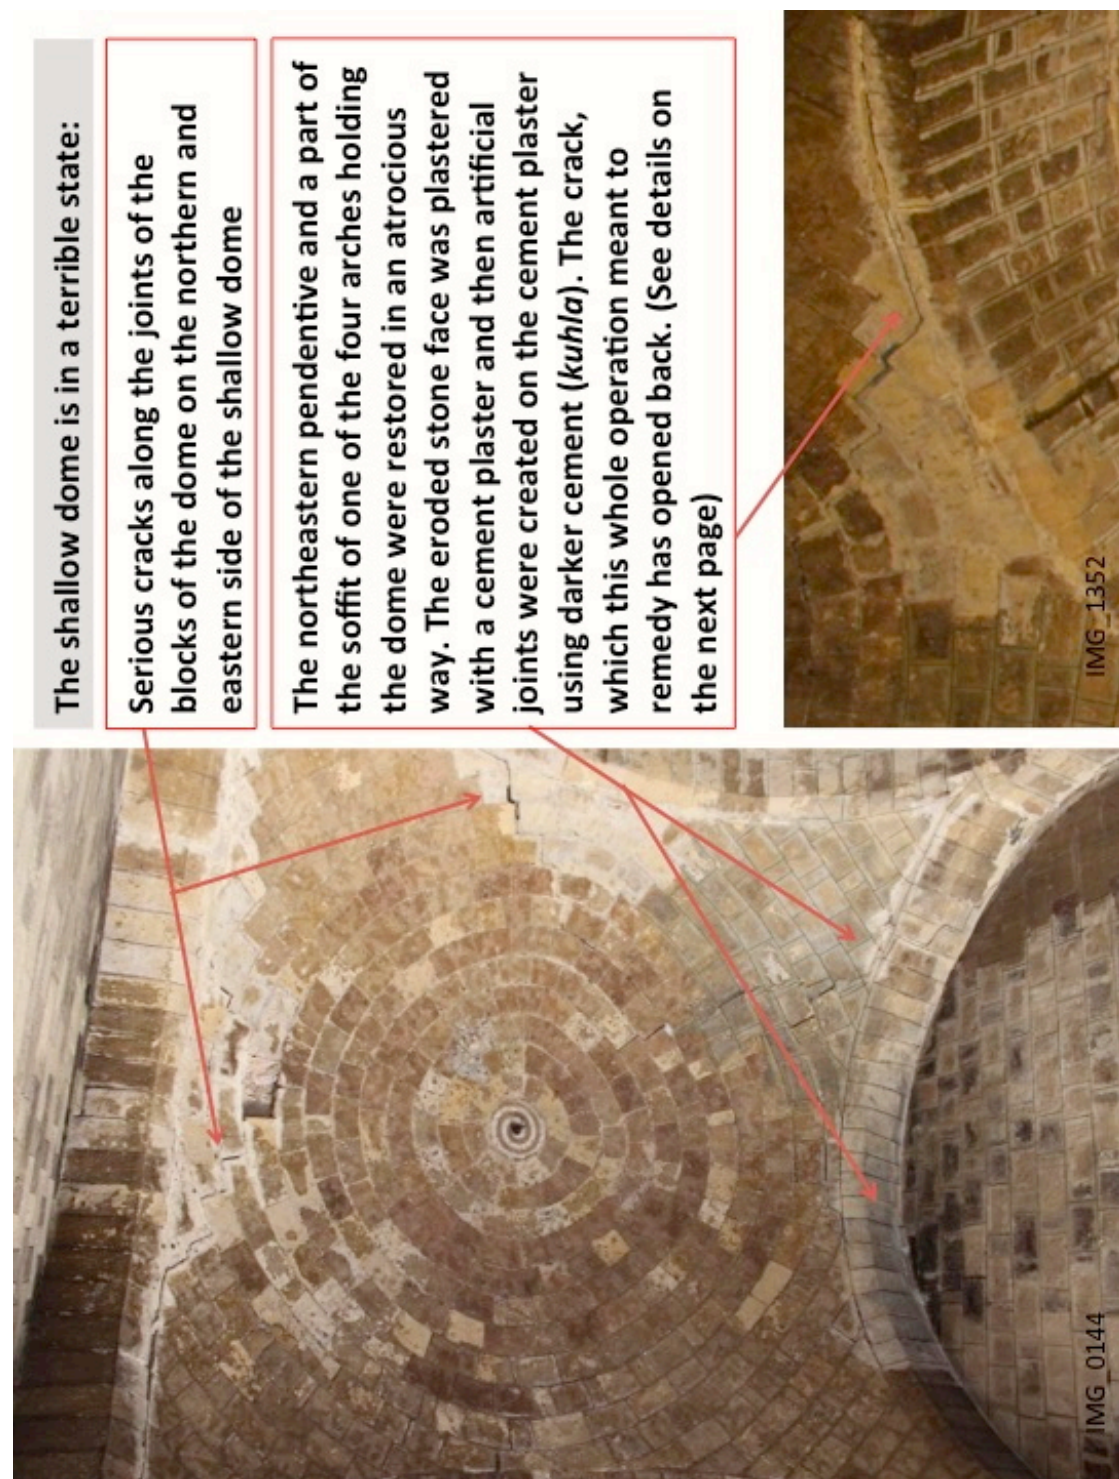 The shallow dome is in a terrible state:
Serious cracks along the joints of the
blocks of the dome on the northern and
eastern side of the shallow dome
The northeastern pendentive and a part of
the soffit of one of the four arches holding
the dome were restored in an atrocious
way. The eroded stone face was plastered
with a cement plaster and then artificial
joints were created on the cement plaster
using darker cement (kuhla). The crack,
which this whole operation meant to
remedy has opened back. (See details on
the next page)
IMG_0144
IMG_1352